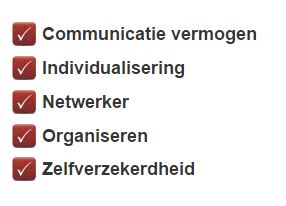 Communicatie vermogen
Individualisering
Netwerker
Organiseren
Zelfverzekerdheid